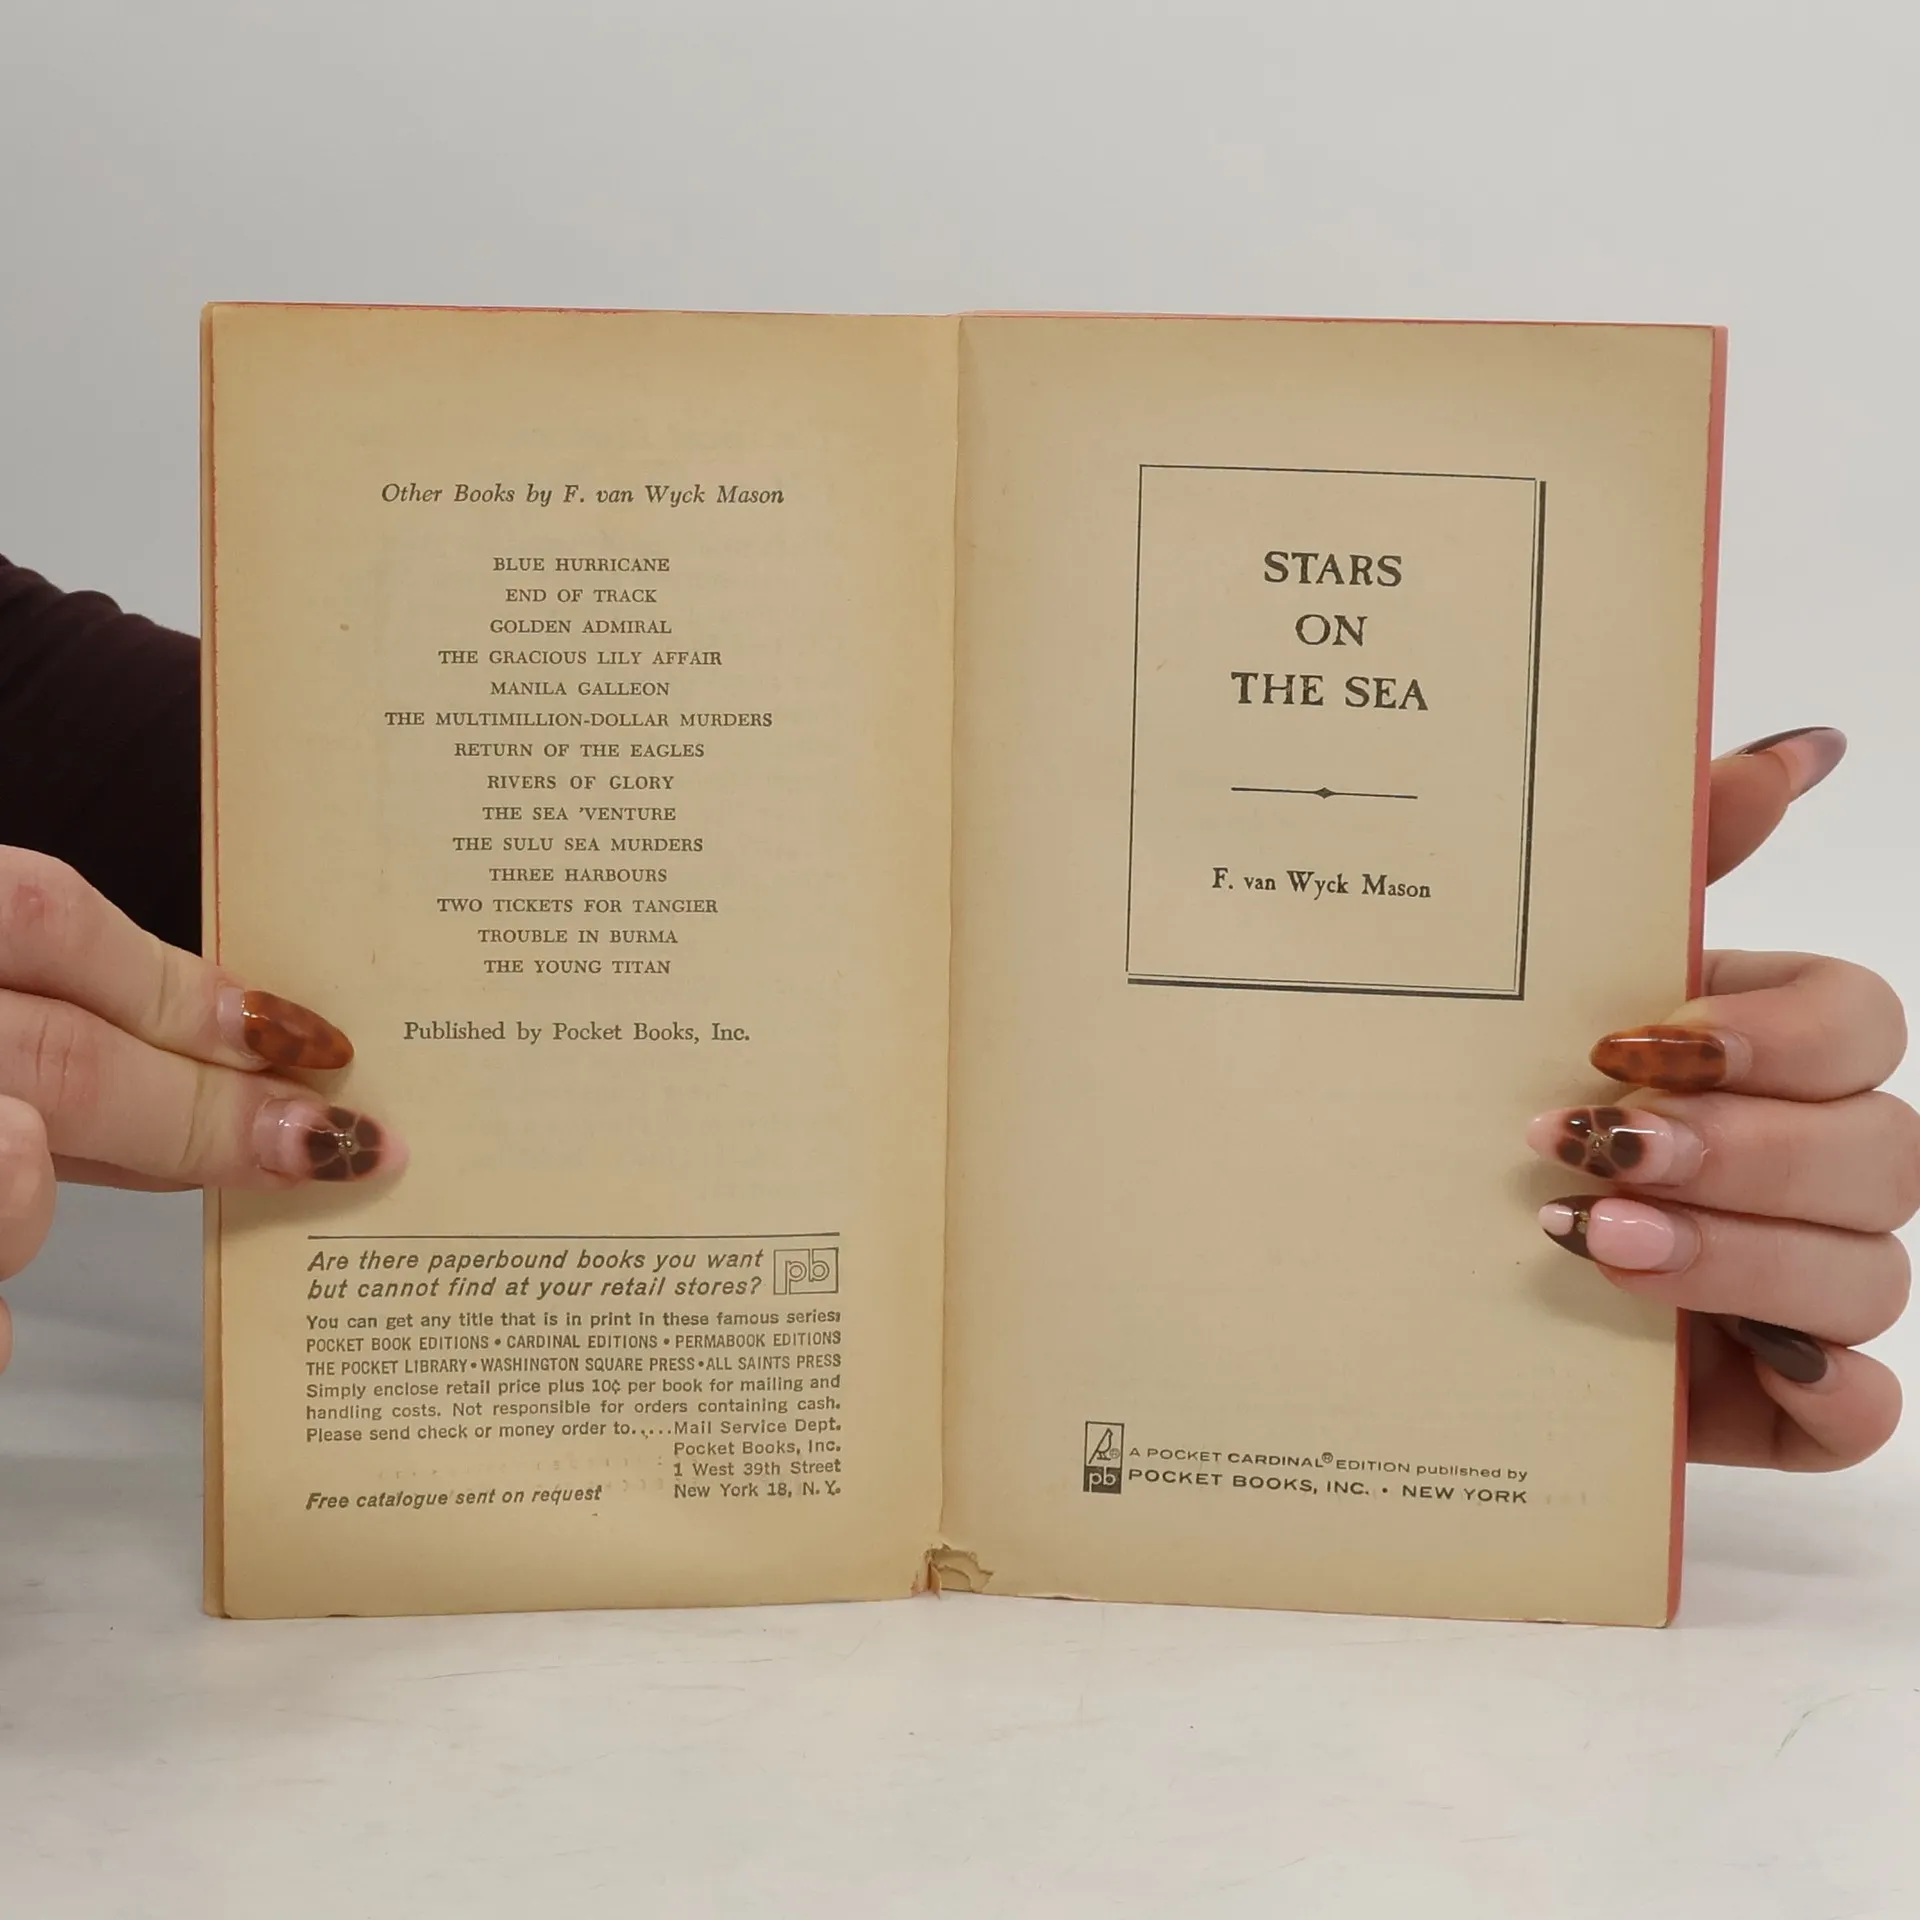 Other Books by F. van Wyck Mason
BLUE HURRICANE
END OF TRACK
GOLDEN ADMIRAL
THE GRACIOUS LILY AFFAIR
MANILA GALLEON
THE MULTIMILLION-DOLLAR MURDERS
RETURN OF THE EAGLES
RIVERS OF GLORY
THE SEA 'VENTURE
THE SULU SEA MURDERS
THREE HARBOURS
TWO TICKETS FOR TANGIER
TROUBLE IN BURMA
THE YOUNG TITAN
Published by Pocket Books, Inc.
Are there paperbound books you want
but cannot find at your retail stores?
pb
You can get any title that is in print in these famous series:
POCKET BOOK EDITIONS • CARDINAL EDITIONS • PERMABOOK EDITIONS
THE POCKET LIBRARY • WASHINGTON SQUARE PRESS • ALL SAINTS PRESS
Simply enclose retail price plus 10¢ per book for mailing and
handling costs. Not responsible for orders containing cash.
Please send check or money order to.....Mail Service Dept.
Pocket Books, Inc.
1 West 39th Street
Free catalogue sent on request New York 18, N. Y.
STARS
ON
THE SEA
F. van Wyck Mason
pb
A POCKET CARDINAL® EDITION published by
POCKET BOOKS, INC. • NEW YORK